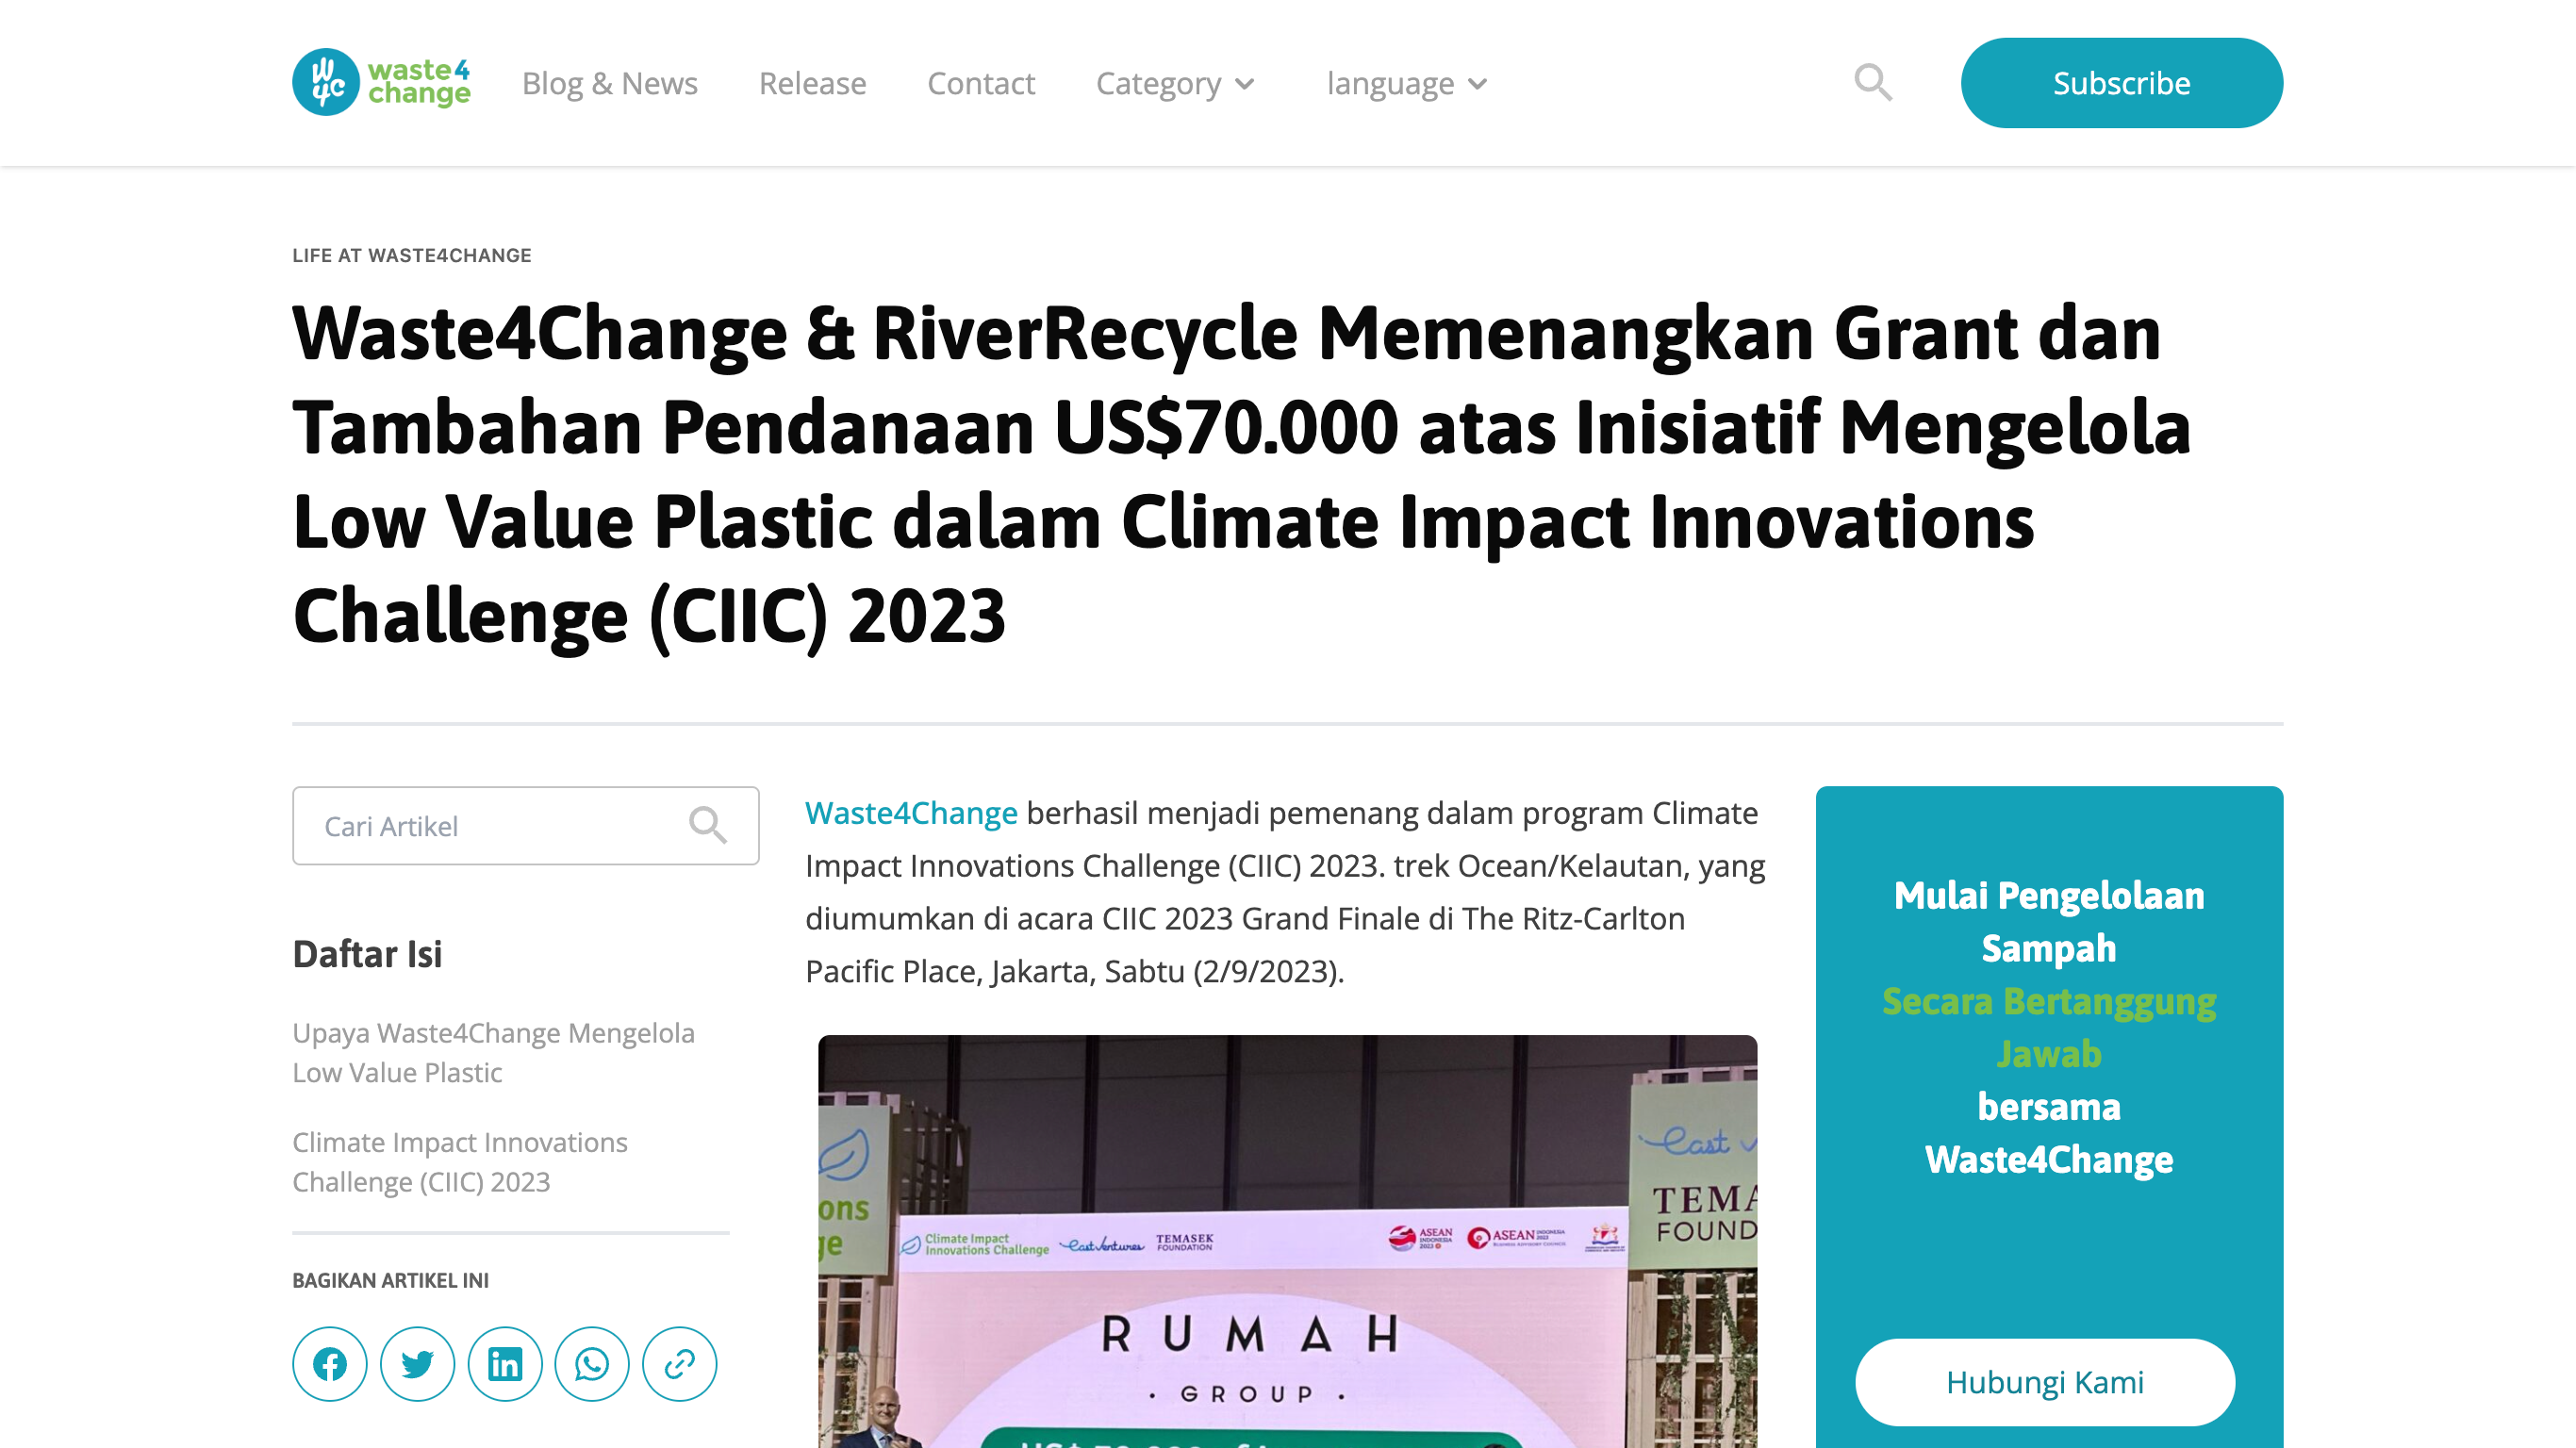 waste4
change
Blog & News
Release
Contact
Category
language
Subscribe
LIFE AT WASTE4CHANGE
Waste4Change & RiverRecycle Memenangkan Grant dan
Tambahan Pendanaan US$70.000 atas Inisiatif Mengelola
Low Value Plastic dalam Climate Impact Innovations
Challenge (CIIC) 2023
Cari Artikel
Daftar Isi
Upaya Waste4Change Mengelola
Low Value Plastic
Climate Impact Innovations
Challenge (CIIC) 2023
BAGIKAN ARTIKEL INI
Waste4Change berhasil menjadi pemenang dalam program Climate
Impact Innovations Challenge (CIIC) 2023. trek Ocean/Kelautan, yang
diumumkan di acara CIIC 2023 Grand Finale di The Ritz-Carlton
Pacific Place, Jakarta, Sabtu (2/9/2023).
Climate Impact
Innovations Challenge
East Ventures
TEMASEK
FOUNDATION
ASEAN
INDONESIA
2023
ASEAN
RUMAH
GROUP
Mulai Pengelolaan
Sampah
Secara Bertanggung
Jawab
bersama
Waste4Change
Hubungi Kami